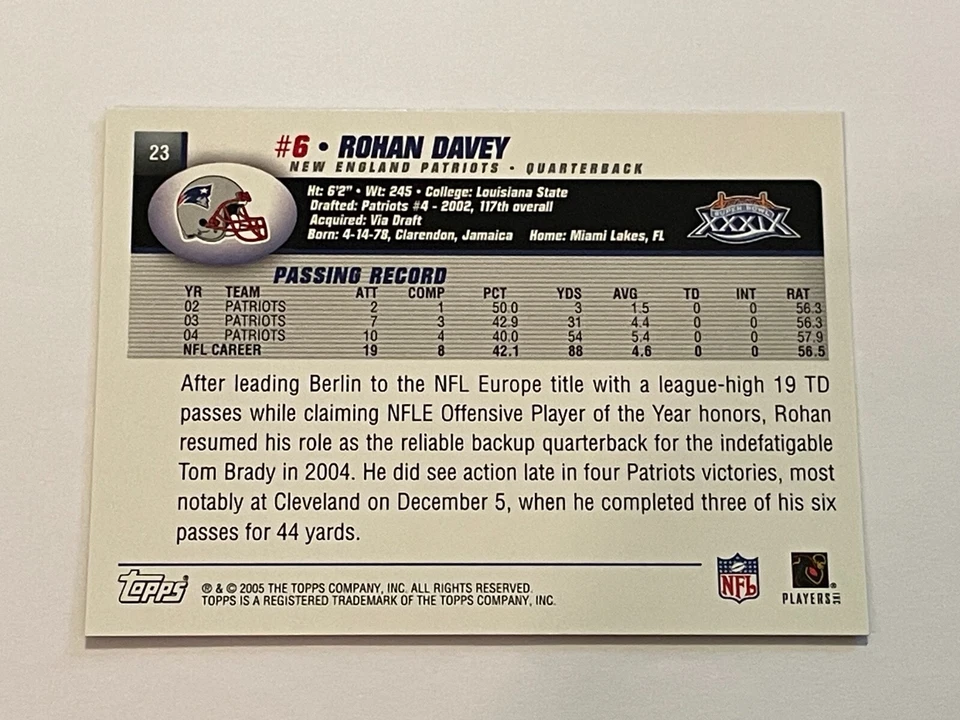 23
#6 • ROHAN DAVEY
NEW ENGLAND PATRIOTS • QUARTERBACK
Ht: 6'2" • Wt: 245 • College: Louisiana State
Drafted: Patriots #4 - 2002, 117th overall
Acquired: Via Draft
Born: 4-14-78, Clarendon, Jamaica Home: Miami Lakes, FL
SUPER BOWL
XXXIX
PASSING RECORD
YR TEAM ATT COMP PCT YDS AVG TD INT RAT
02 PATRIOTS 2 1 50.0 3 1.5 0 0 56.3
03 PATRIOTS 7 3 42.9 31 4.4 0 0 56.3
04 PATRIOTS 10 4 40.0 54 5.4 0 0 57.9
NFL CAREER 19 8 42.1 88 4.6 0 0 56.5
After leading Berlin to the NFL Europe title with a league-high 19 TD
passes while claiming NFLE Offensive Player of the Year honors, Rohan
resumed his role as the reliable backup quarterback for the indefatigable
Tom Brady in 2004. He did see action late in four Patriots victories, most
notably at Cleveland on December 5, when he completed three of his six
passes for 44 yards.
Topps®
® & © 2005 THE TOPPS COMPANY, INC. ALL RIGHTS RESERVED.
TOPPS IS A REGISTERED TRADEMARK OF THE TOPPS COMPANY, INC.
NFL
PLAYERS INC